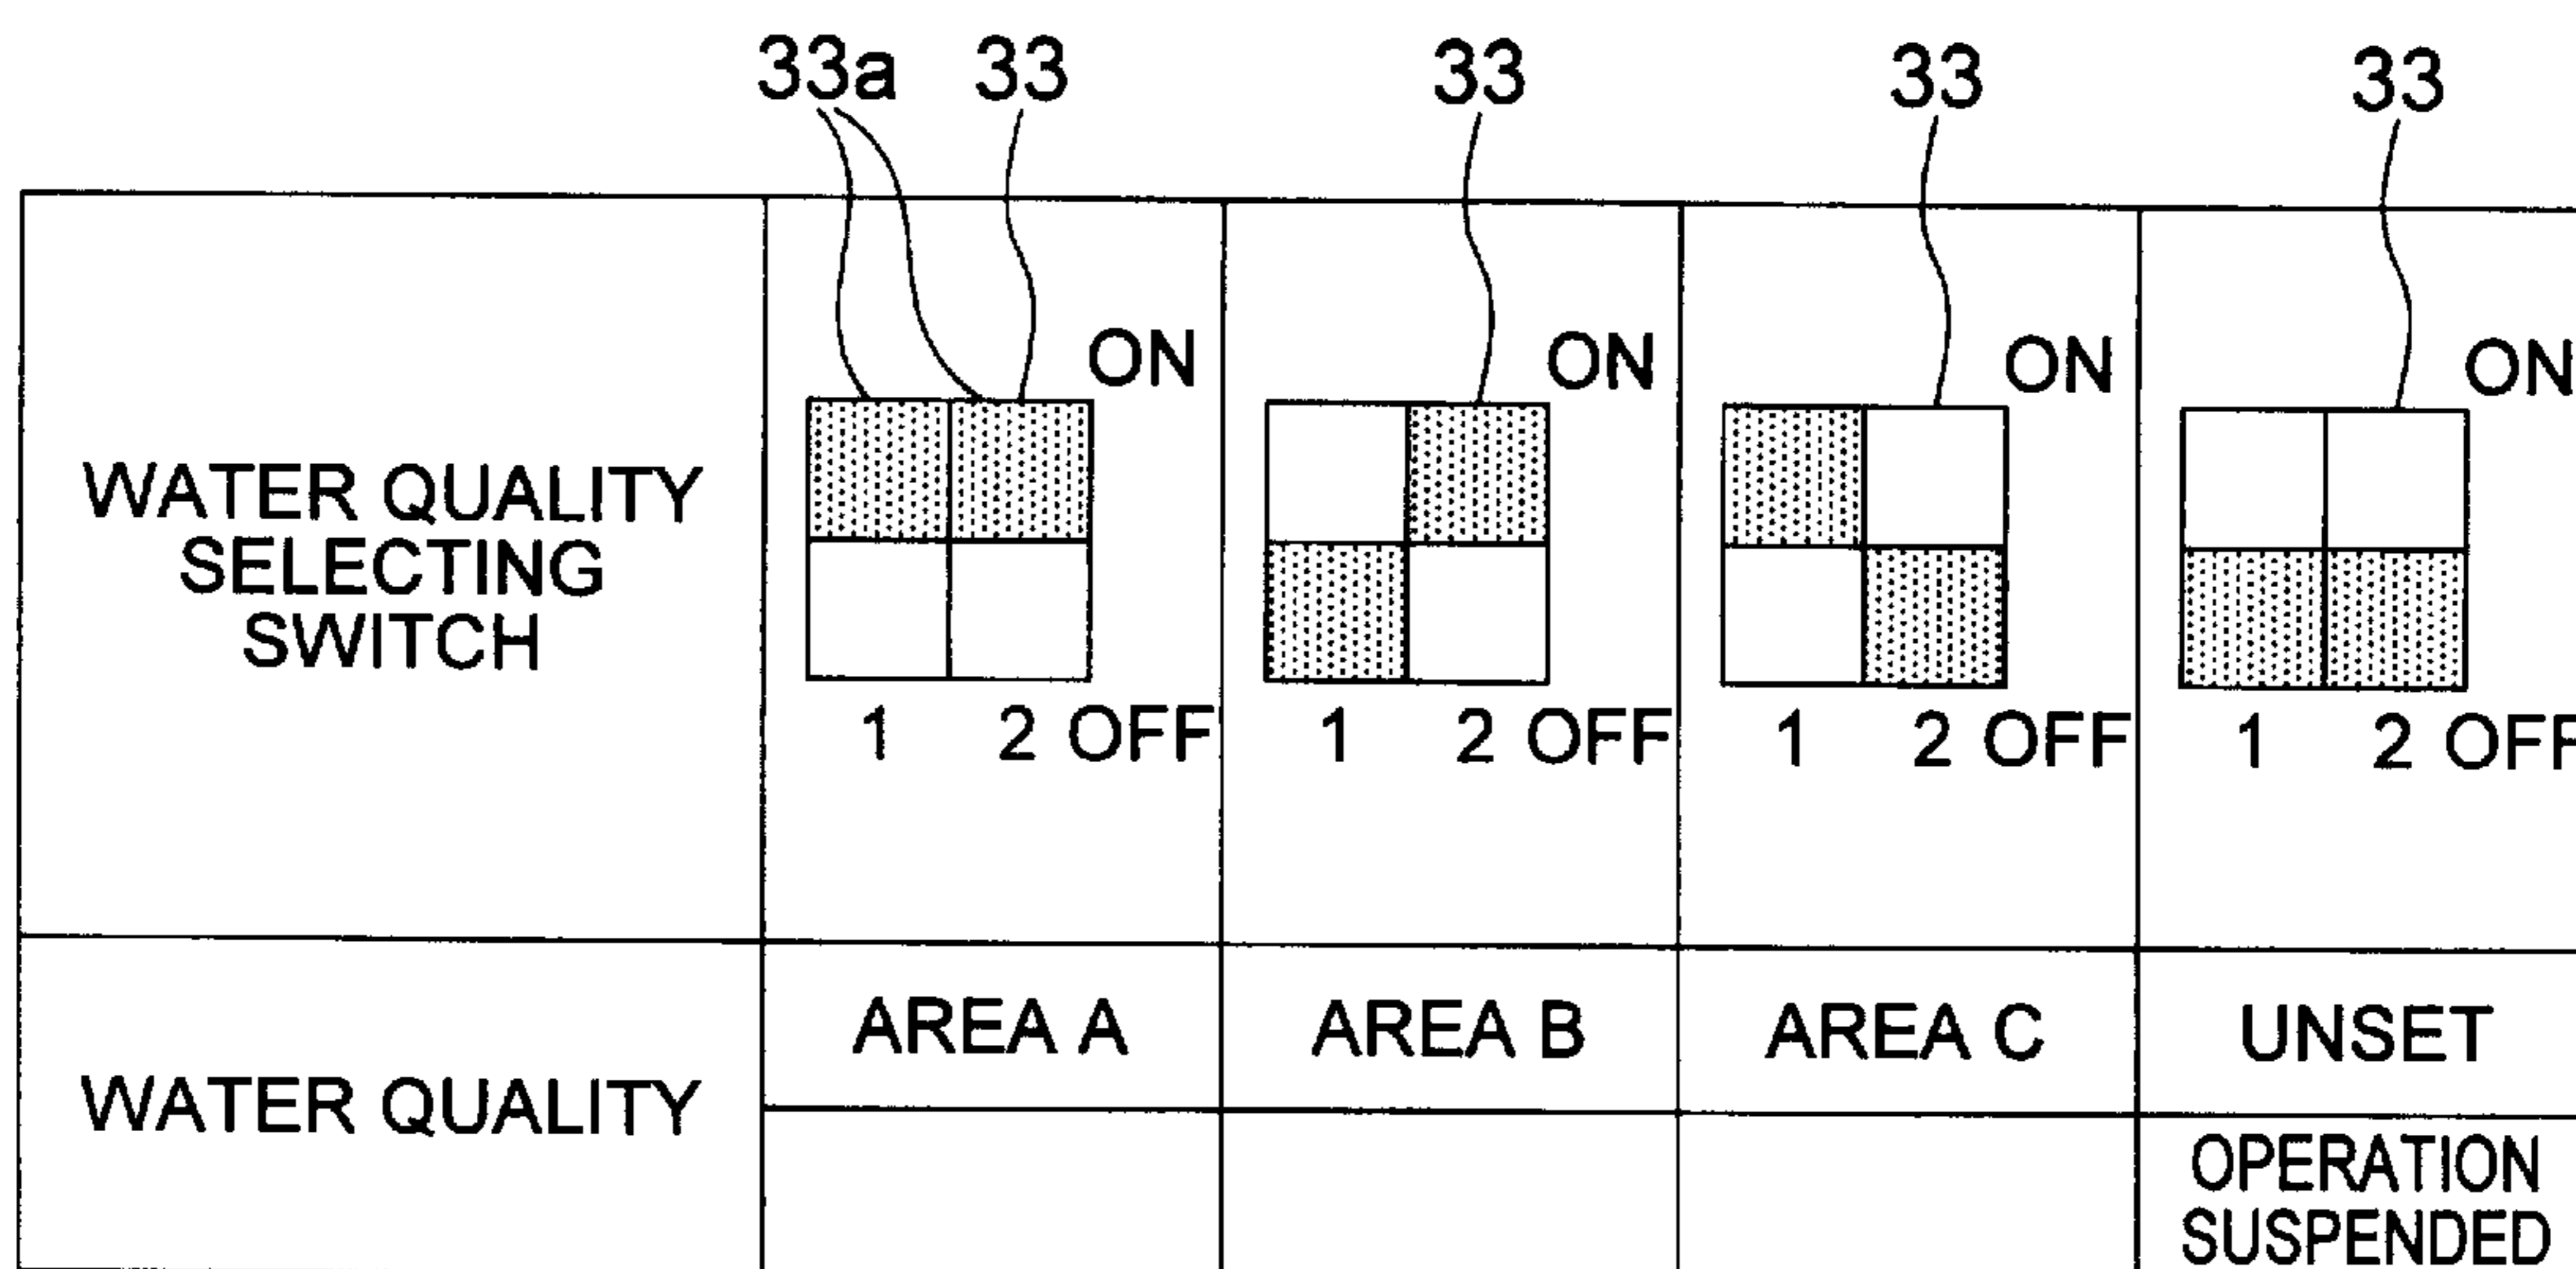 33a 33 33 33 33
ON ON ON ON
WATER QUALITY
SELECTING
SWITCH
1 2 OFF 1 2 OFF 1 2 OFF 1 2 OFF
WATER QUALITY
AREA A AREA B AREA C UNSET
OPERATION
SUSPENDED